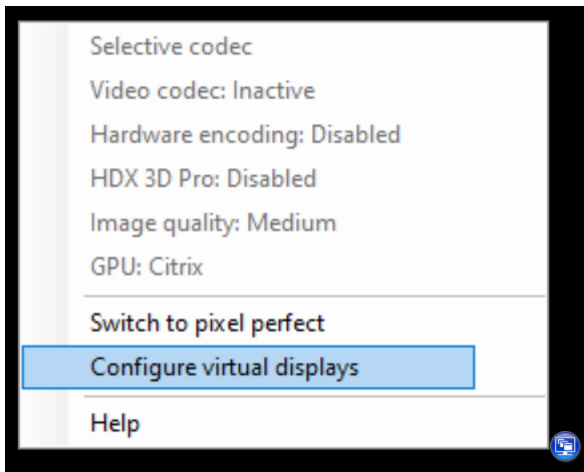 Selective codec
Video codec: Inactive
Hardware encoding: Disabled
HDX 3D Pro: Disabled
Image quality: Medium
GPU: Citrix
Switch to pixel perfect
Configure virtual displays
Help